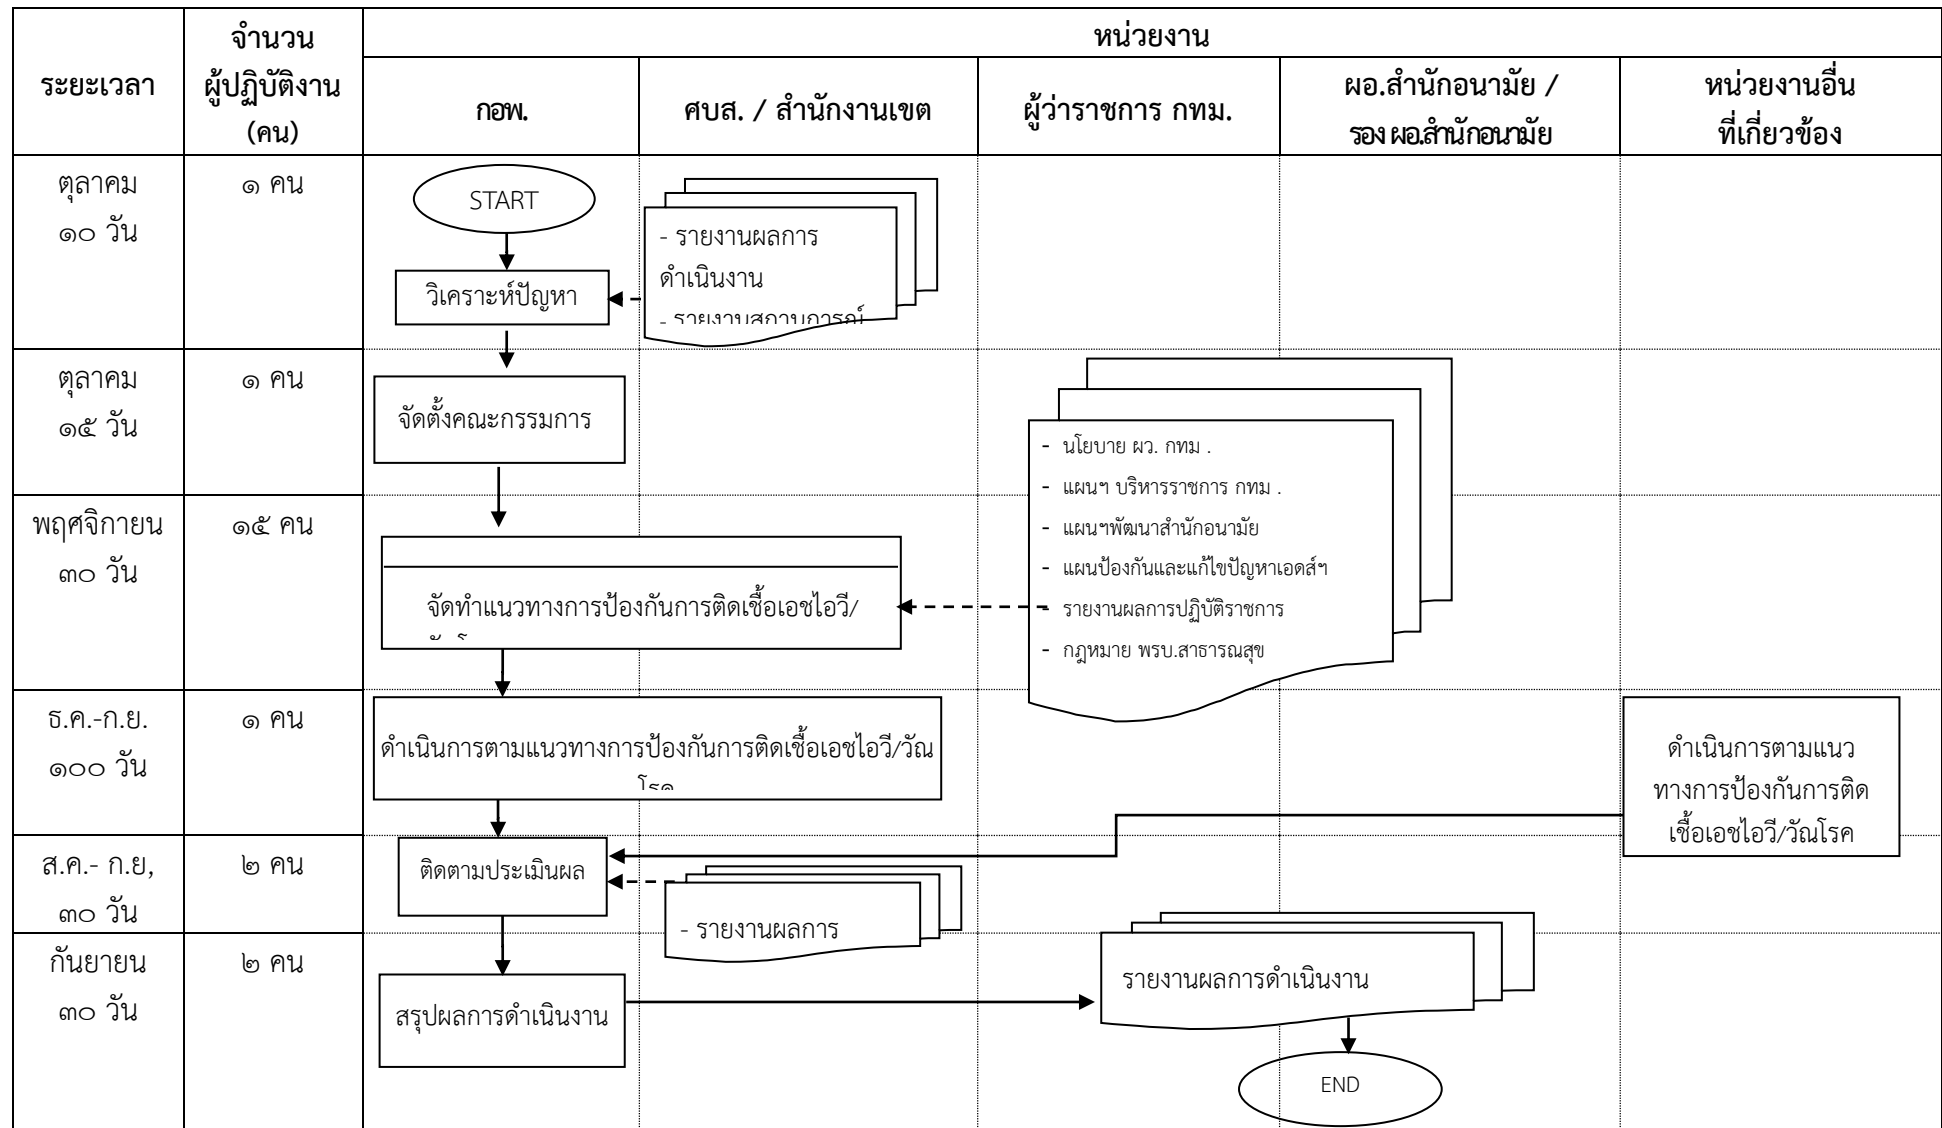 ระยะเวลา
จำนวน
ผู้ปฏิบัติงาน
(คน)
หน่วยงาน
กอพ.
ศบส. / สำนักงานเขต
ผู้ว่าราชการ กทม.
ผอ.สำนักอนามัย /
รอง ผอ.สำนักอนามัย
หน่วยงานอื่น
ที่เกี่ยวข้อง
ตุลาคม
๑๐ วัน
๑ คน
START
วิเคราะห์ปัญหา
- รายงานผลการ
ดำเนินงาน
- รายงานสถานการณ์
ตุลาคม
๑๕ วัน
๑ คน
จัดตั้งคณะกรรมการ
- นโยบาย ผว. กทม .
- แผนฯ บริหารราชการ กทม .
- แผนฯพัฒนาสำนักอนามัย
- แผนป้องกันและแก้ไขปัญหาเอดส์ฯ
- รายงานผลการปฏิบัติราชการ
- กฎหมาย พรบ.สาธารณสุข
พฤศจิกายน
๓๐ วัน
๑๕ คน
จัดทำแนวทางการป้องกันการติดเชื้อเอชไอวี/
ธ.ค.-ก.ย.
๑๐๐ วัน
๑ คน
ดำเนินการตามแนวทางการป้องกันการติดเชื้อเอชไอวี/วัณ
โรค
ดำเนินการตามแนว
ทางการป้องกันการติด
เชื้อเอชไอวี/วัณโรค
ส.ค.- ก.ย,
๓๐ วัน
๒ คน
ติดตามประเมินผล
- รายงานผลการ
กันยายน
๓๐ วัน
๒ คน
สรุปผลการดำเนินงาน
รายงานผลการดำเนินงาน
END